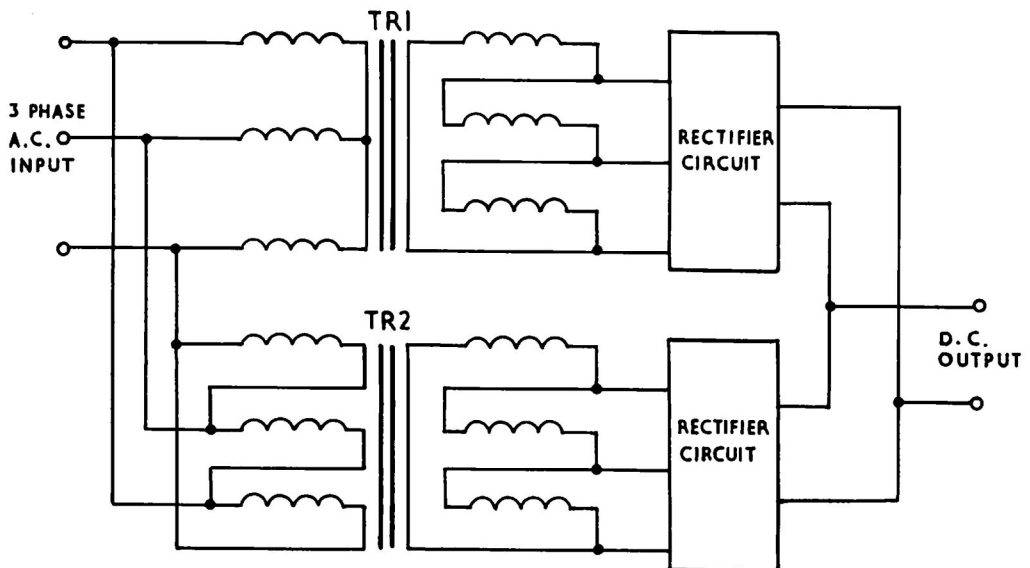 TR1
3 PHASE
A.C.
INPUT
RECTIFIER
CIRCUIT
TR2
RECTIFIER
CIRCUIT
D.C.
OUTPUT